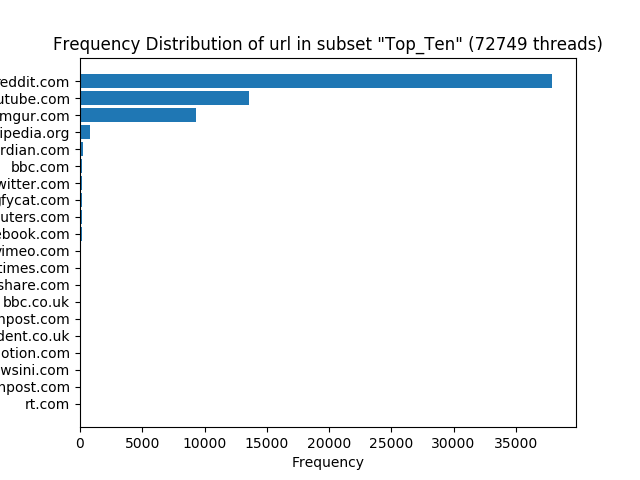 Frequency Distribution of url in subset "Top_Ten" (72749 threads)
eddit.com
utube.com
mgur.com
ipedia.org
rdian.com
bbc.com
witter.com
fycat.com
uters.com
ebook.com
vimeo.com
times.com
share.com
bbc.co.uk
npost.com
dent.co.uk
otion.com
wsini.com
npost.com
rt.com
0 5000 10000 15000 20000 25000 30000 35000
Frequency